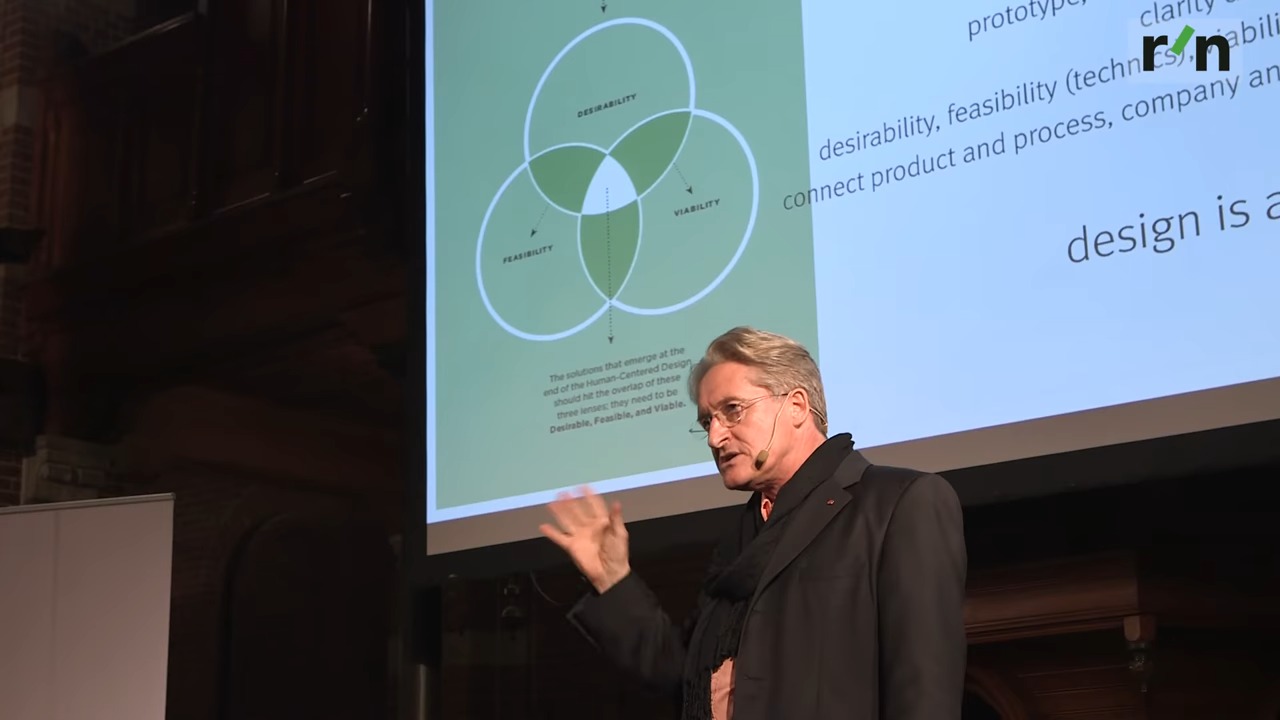 DESIRABILITY
VIABILITY
FEASIBILITY
The solutions that emerge at the
end of the Human-Centered Design
should hit the overlap of these
three lenses; they need to be
Desirable, Feasible, and Viable.
prototype,
clarity
desirability, feasibility (technics),
connect product and process, company
design is
r/n